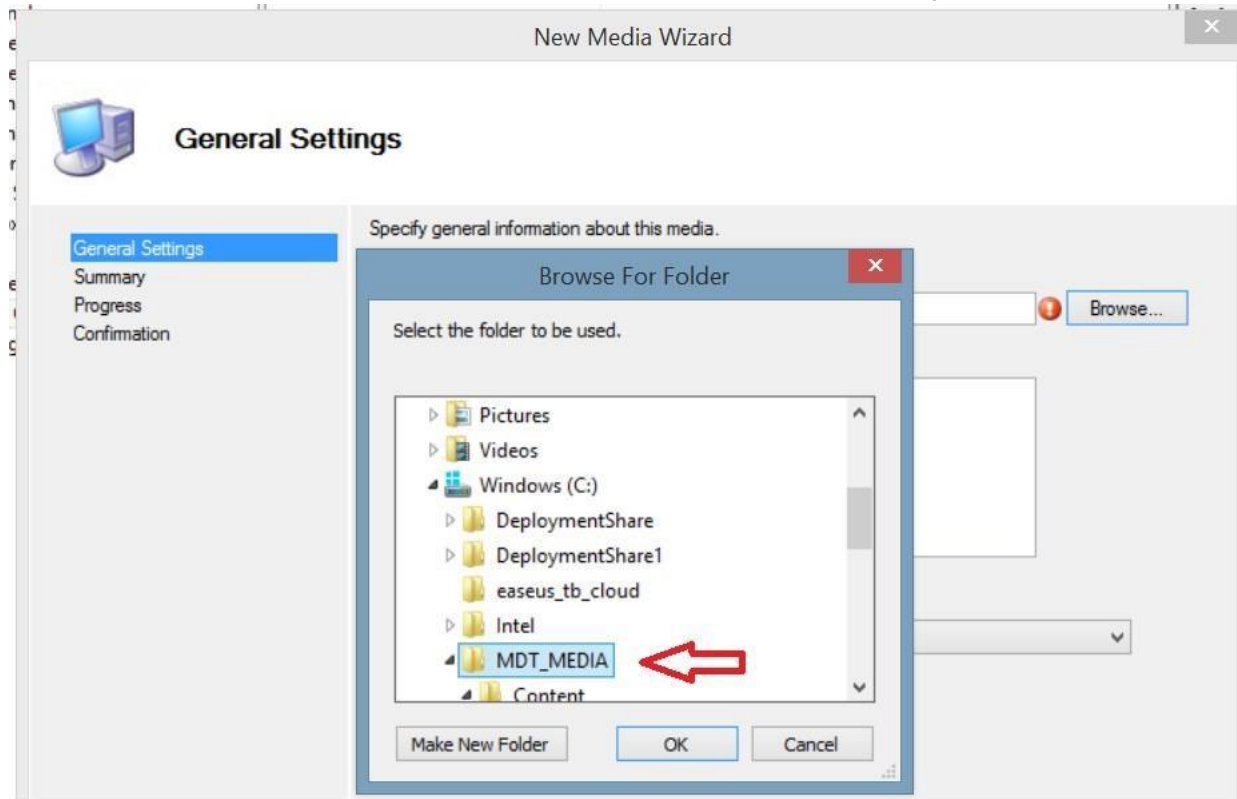 New Media Wizard
General Settings
General Settings
Summary
Progress
Confirmation
Specify general information about this media.
Browse...
Browse For Folder
Select the folder to be used.
Pictures
Videos
Windows (C:)
DeploymentShare
DeploymentShare1
easeus_tb_cloud
Intel
MDT_MEDIA
Content
Make New Folder
OK
Cancel